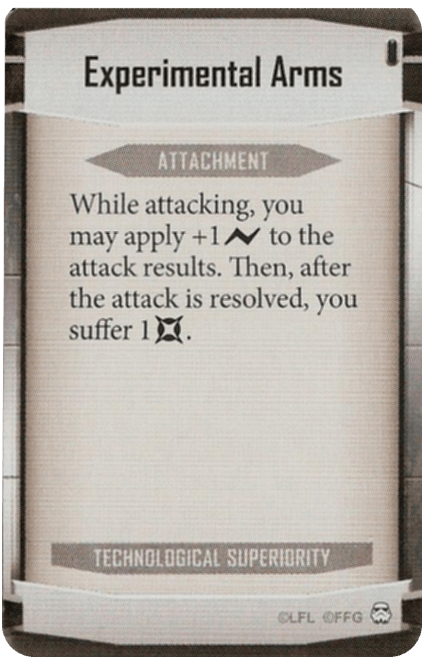 Experimental Arms
ATTACHMENT
While attacking, you
may apply +1 to the
attack results. Then, after
the attack is resolved, you
suffer 1.
TECHNOLOGICAL SUPERIORITY
©LFL ©FFG